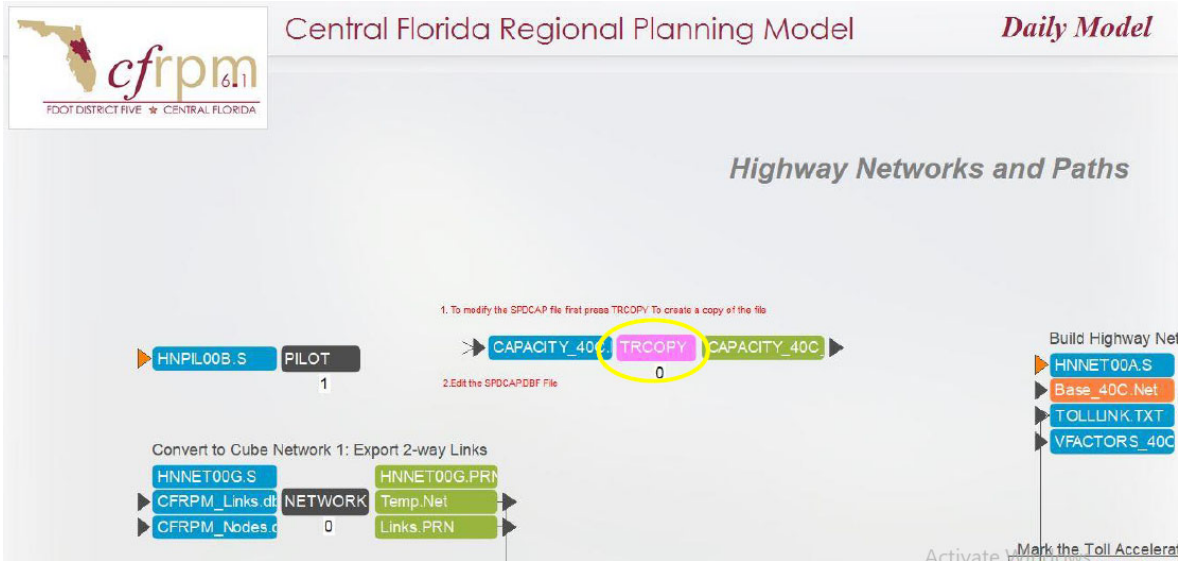 Central Florida Regional Planning Model
Daily Model
cfrpm
6.1
FDOT DISTRICT FIVE ★ CENTRAL FLORIDA
Highway Networks and Paths
1. To modify the SPDCAP file first press TRCOPY To create a copy of the file
CAPACITY_40C. TRCOPY CAPACITY_40C_
0
2.Edit the SPDCAPDBF File
HNPIL00B.S PILOT
1
Build Highway Net
HNNET00A.S
Base_40C.Net
TOLLLINK.TXT
VFACTORS_40C
Convert to Cube Network 1: Export 2-way Links
HNNET00G.S HNNET00G.PRN
CFRPM_Links.db NETWORK Temp.Net
CFRPM_Nodes.d 0 Links.PRN
Mark the Toll Accelerat
Activate Windows